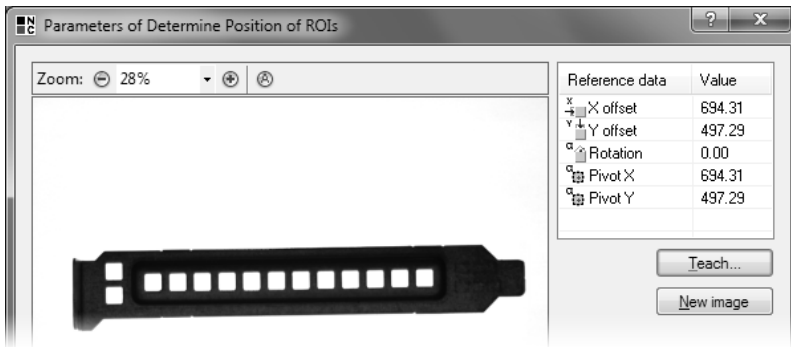 N
C
Parameters of Determine Position of ROIs
?
X
Zoom:
28%
Reference data Value
X X offset 694.31
Y Y offset 497.29
α Rotation 0.00
α Pivot X 694.31
α Pivot Y 497.29
Teach...
New image